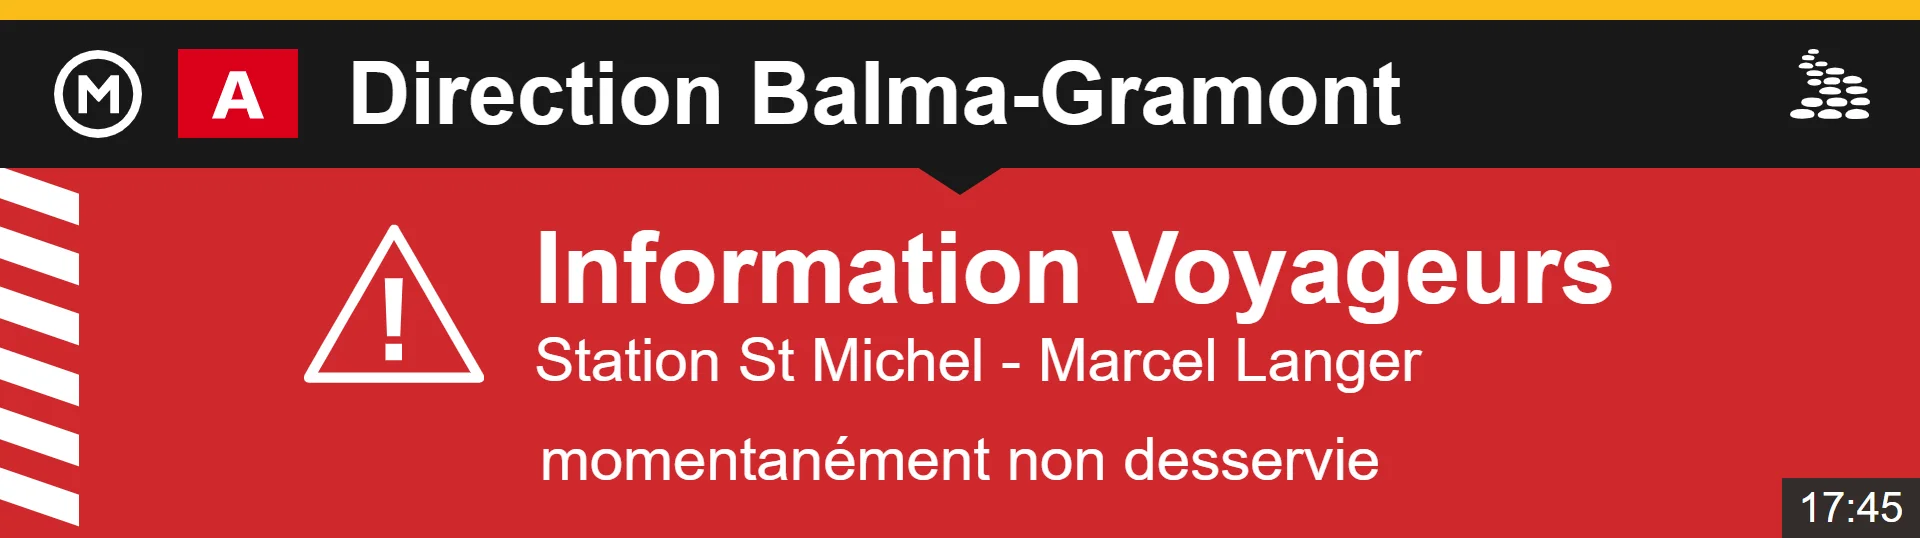 M A Direction Balma-Gramont
! Information Voyageurs
Station St Michel - Marcel Langer
momentanément non desservie
17:45